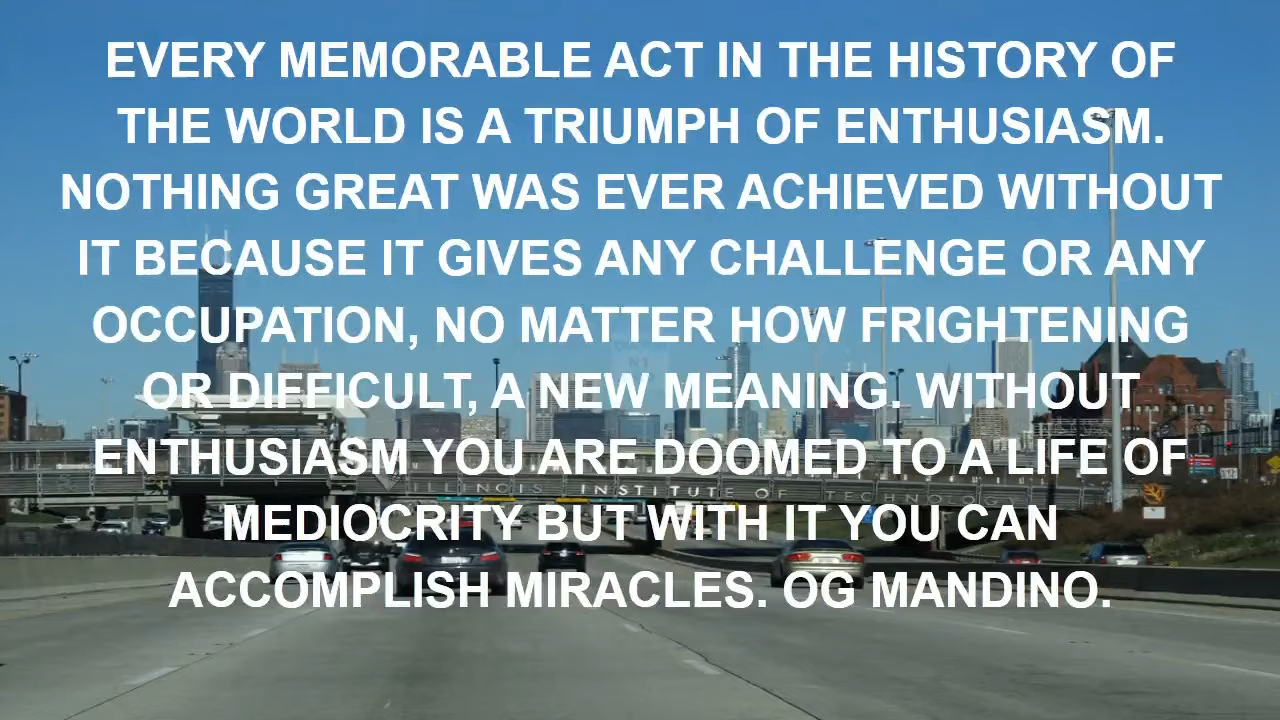 EVERY MEMORABLE ACT IN THE HISTORY OF
THE WORLD IS A TRIUMPH OF ENTHUSIASM.
NOTHING GREAT WAS EVER ACHIEVED WITHOUT
IT BECAUSE IT GIVES ANY CHALLENGE OR ANY
OCCUPATION, NO MATTER HOW FRIGHTENING
OR DIFFICULT, A NEW MEANING. WITHOUT
ENTHUSIASM YOU ARE DOOMED TO A LIFE OF
ILLINOIS INSTITUTE OF TECHNOLOGY
MEDIOCRITY BUT WITH IT YOU CAN
ACCOMPLISH MIRACLES. OG MANDINO.